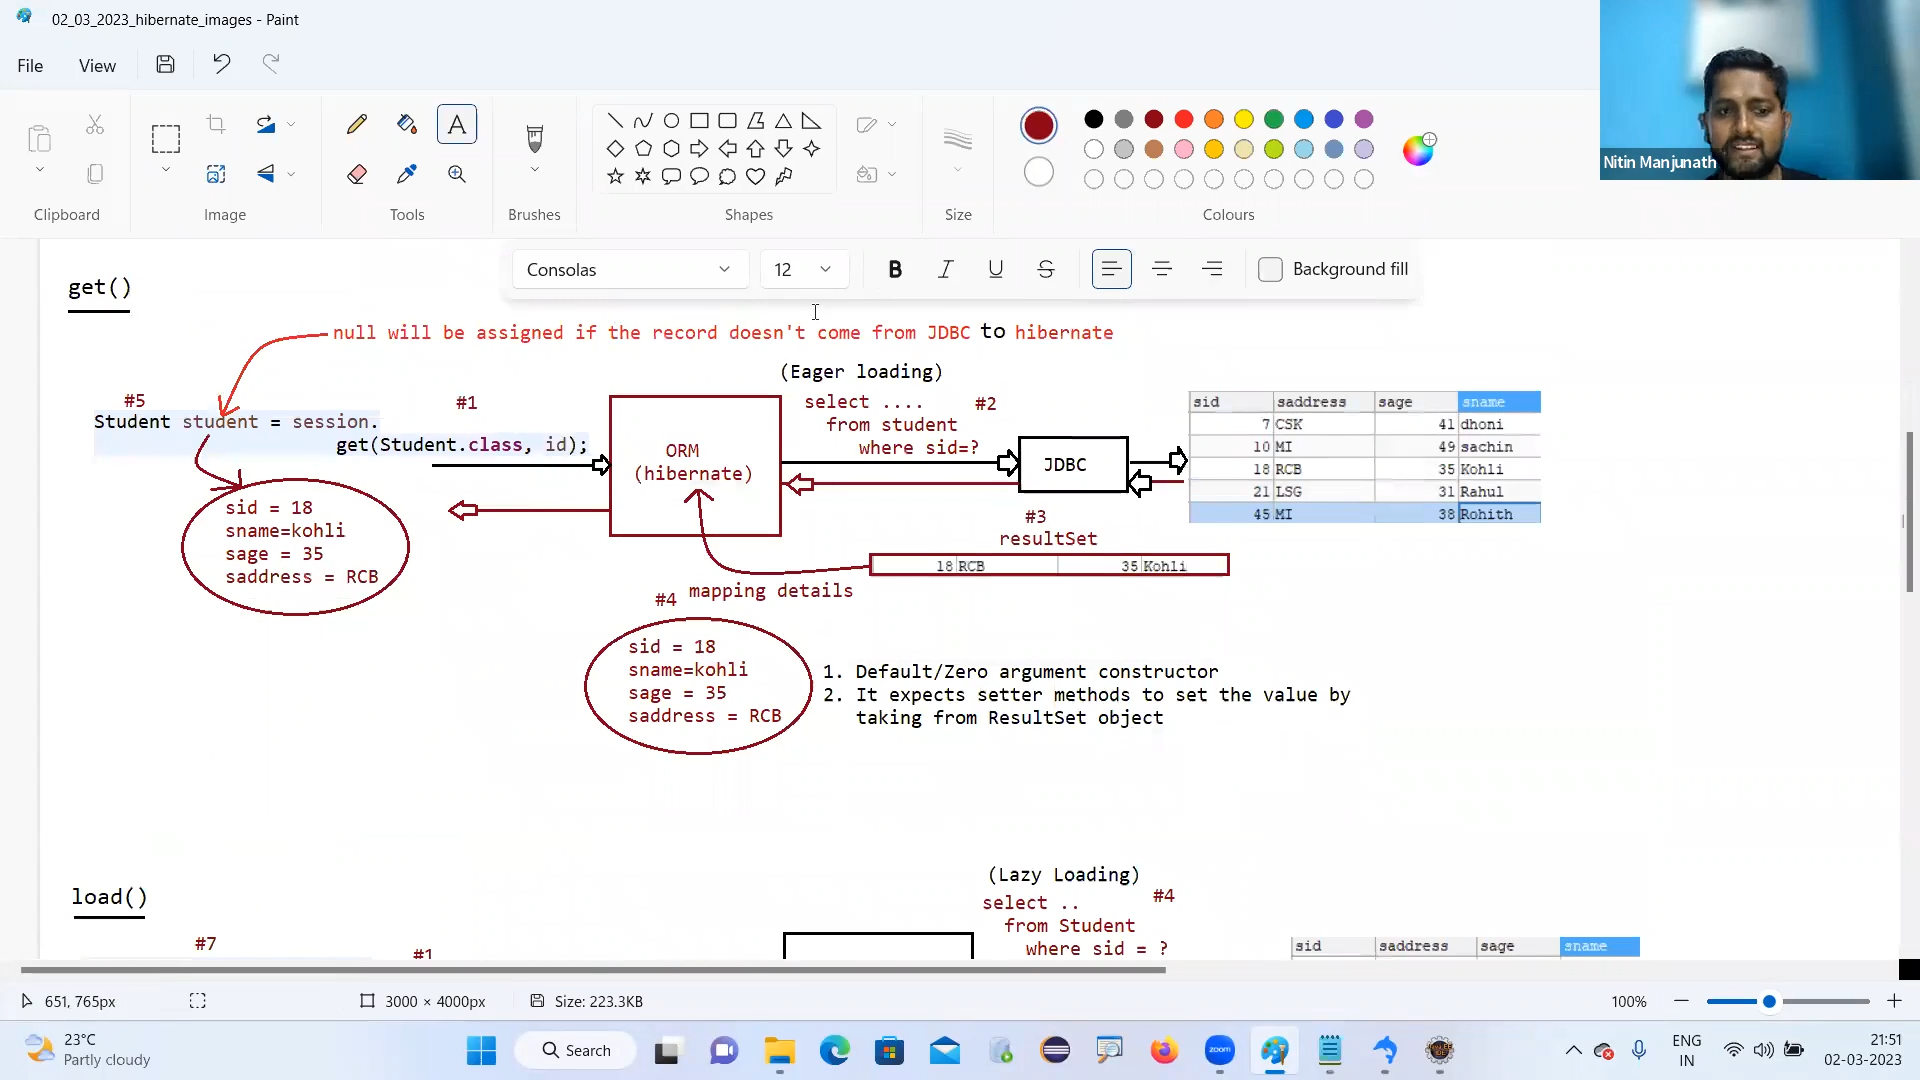 02_03_2023_hibernate_images - Paint
File View
Clipboard Image Tools Brushes Shapes Size Colours
Nitin Manjunath
Consolas 12 B I U S Background fill
get()
null will be assigned if the record doesn't come from JDBC to hibernate
(Eager loading)
#5 #1 select .... #2
Student student = session. from student
get(Student.class, id); where sid=?
ORM
(hibernate)
JDBC
sid saddress sage sname
7 CSK 41 dhoni
10 MI 49 sachin
18 RCB 35 Kohli
21 LSG 31 Rahul
45 MI 38 Rohith
sid = 18
sname=kohli
sage = 35
saddress = RCB
#3
resultSet
18 RCB 35 Kohli
#4 mapping details
sid = 18
sname=kohli
sage = 35
saddress = RCB
1. Default/Zero argument constructor
2. It expects setter methods to set the value by
taking from ResultSet object
load()
(Lazy Loading)
select .. #4
from Student
where sid = ?
#7 #1
sid saddress sage sname
651, 765px 3000 × 4000px Size: 223.3KB 100%
23°C
Partly cloudy
Search
zoom
ENG
IN
21:51
02-03-2023